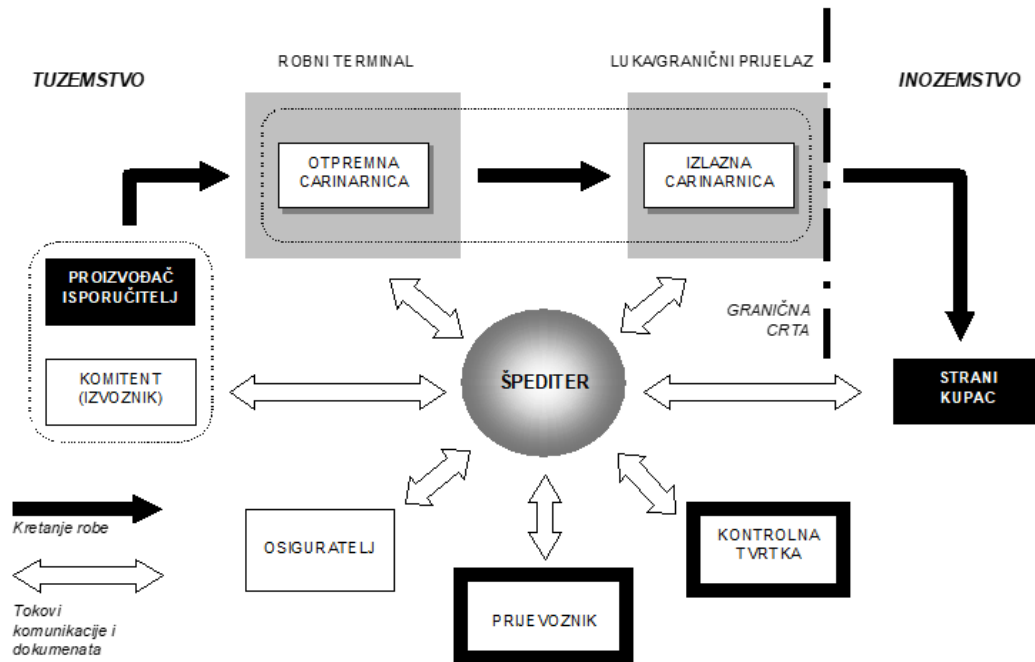 ROBNI TERMINAL
LUKA/GRANIČNI PRIJELAZ
TUZEMSTVO
INOZEMSTVO
OTPREMNA
CARINARNICA
IZLAZNA
CARINARNICA
PROIZVOĐAČ
ISPORUČITELJ
GRANIČNA
CRTA
KOMITENT
(IZVOZNIK)
ŠPEDITER
STRANI
KUPAC
Kretanje robe
OSIGURATELJ
KONTROLNA
TVRTKA
PRIJEVOZNIK
Tokovi
komunikacije i
dokumenata